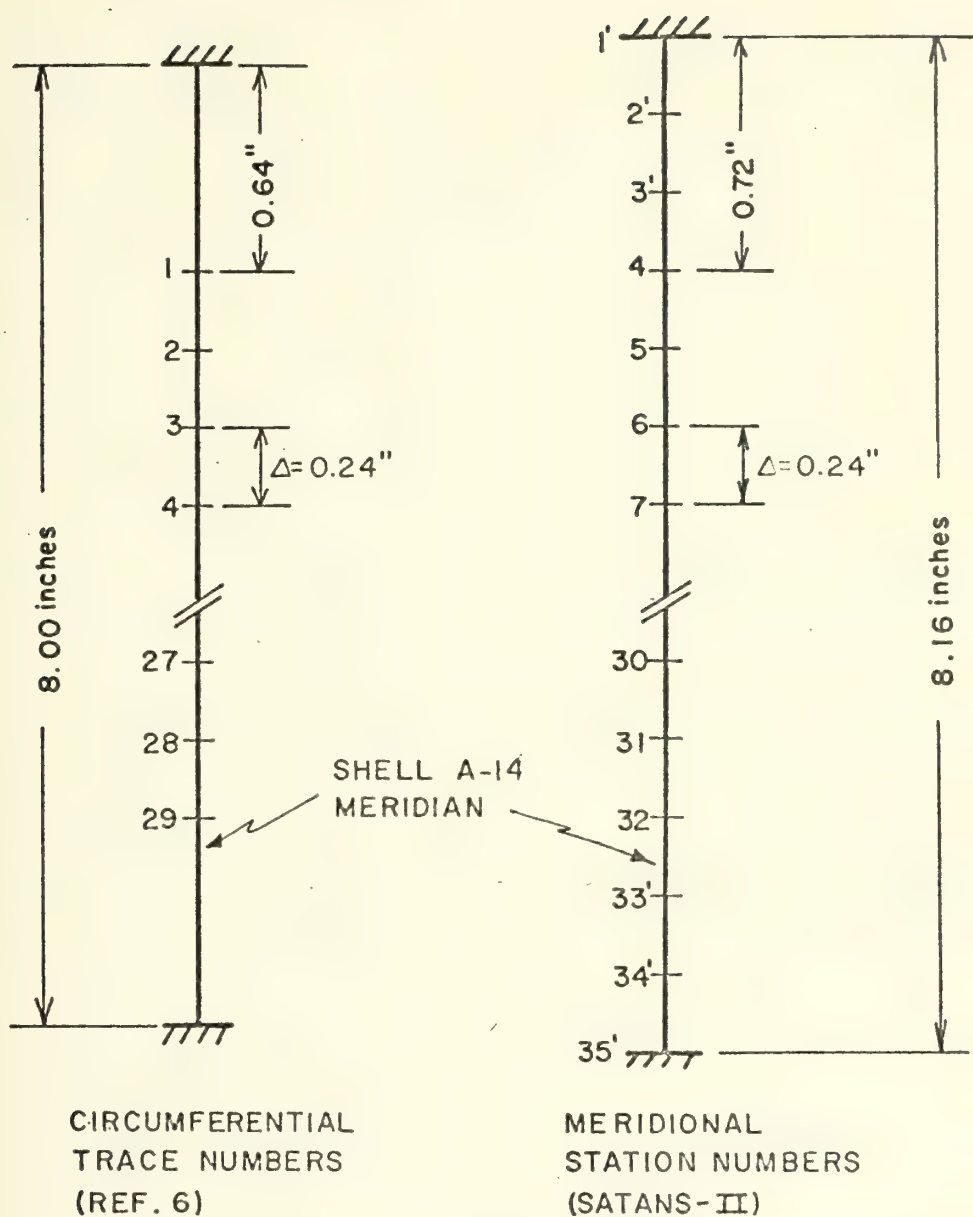 8.00 inches
0.64"
1
2
3
4
Δ=0.24"
27
28
29
1'
2'
3'
4
5
6
7
0.72"
Δ=0.24"
30
31
32
33'
34'
35'
8.16 inches
SHELL A-14
MERIDIAN
CIRCUMFERENTIAL
TRACE NUMBERS
(REF. 6)
MERIDIONAL
STATION NUMBERS
(SATANS-II)